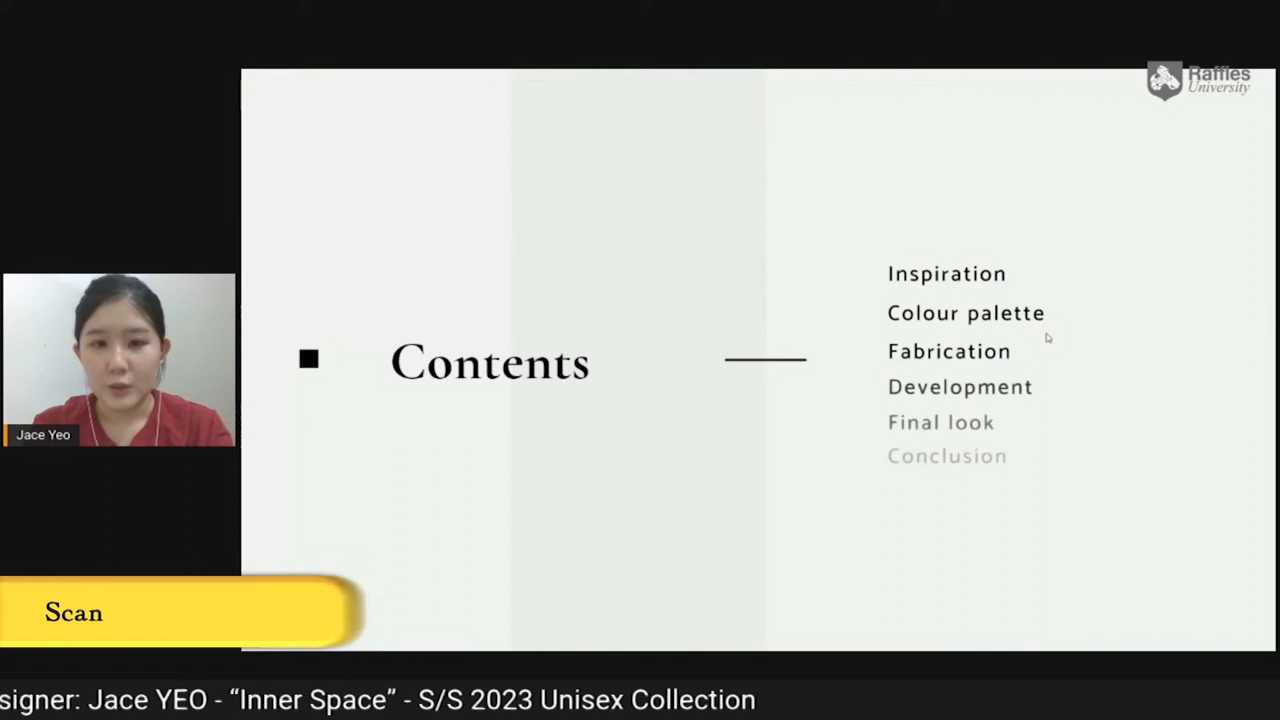 Raffles
University
Inspiration
Colour palette
Fabrication
Contents
Development
Final look
Conclusion
Jace Yeo
Scan
signer: Jace YEO - “Inner Space” - S/S 2023 Unisex Collection